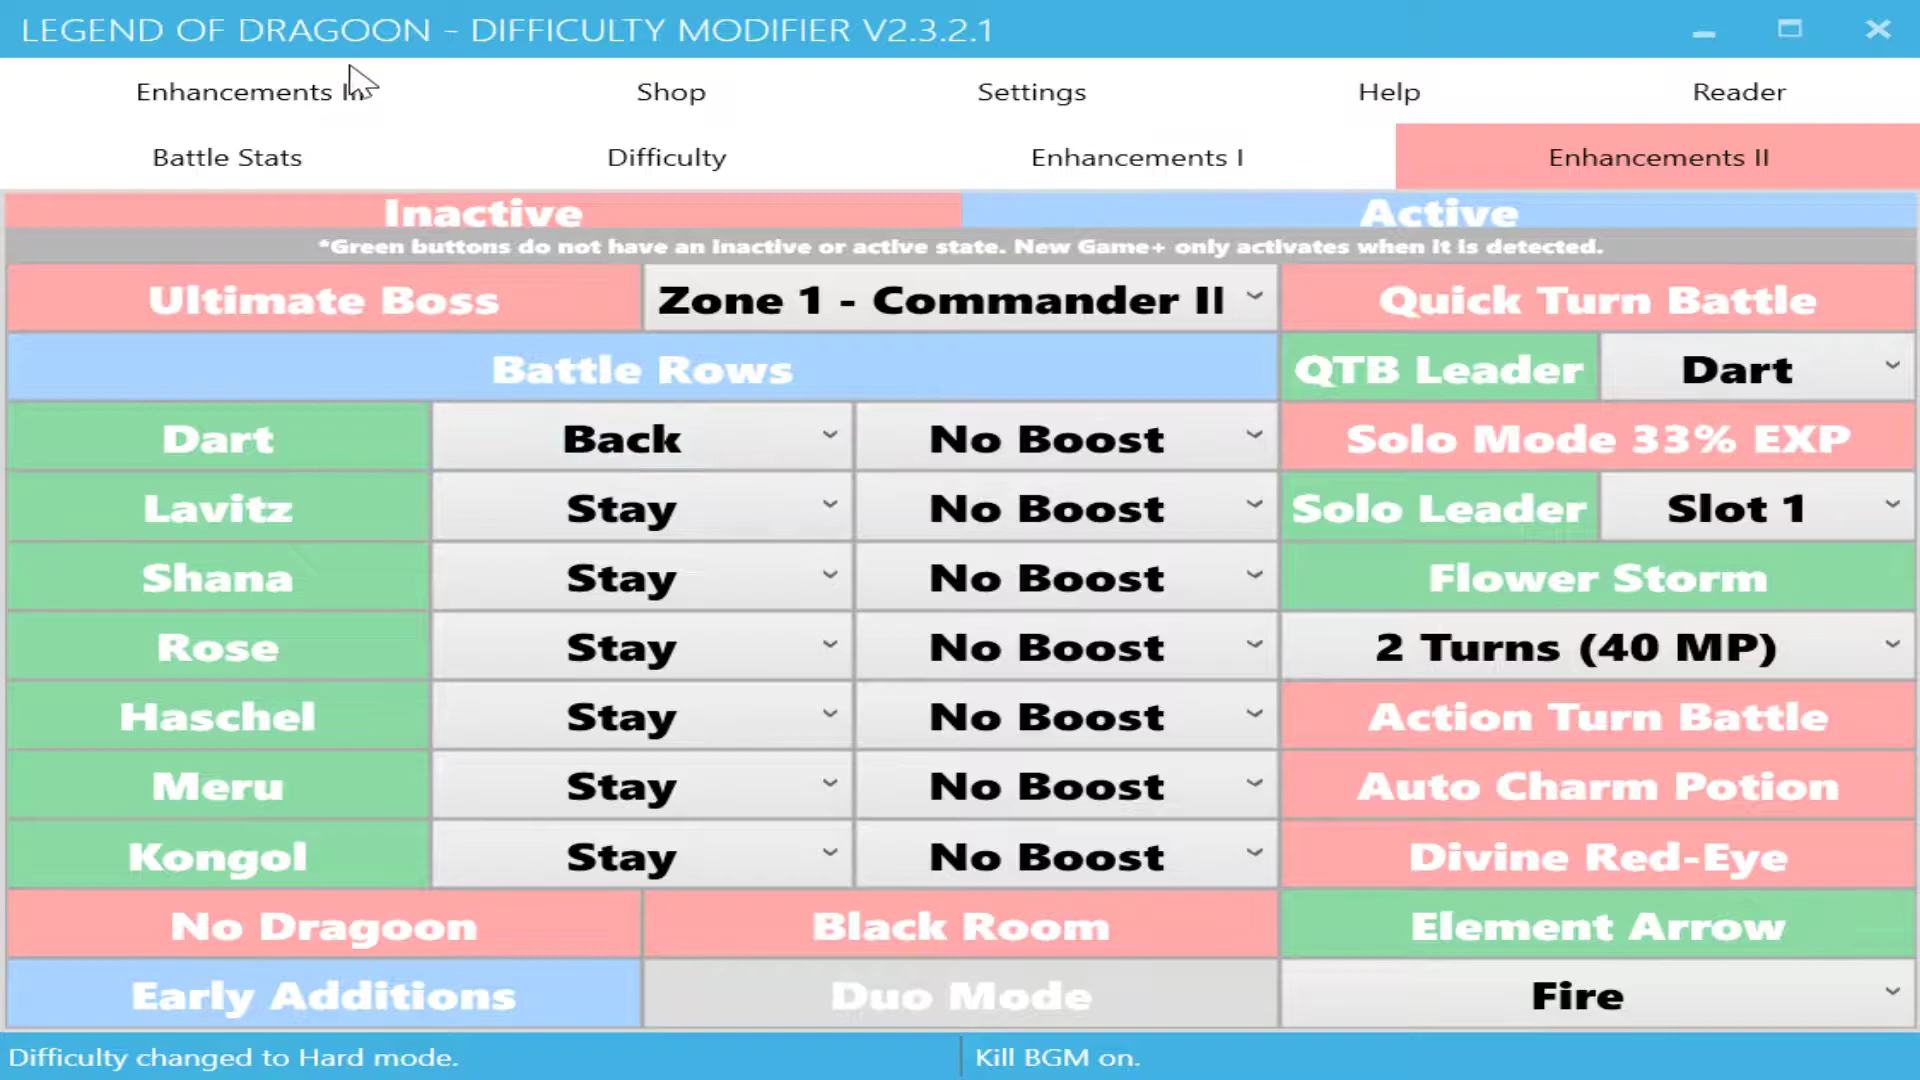 LEGEND OF DRAGOON - DIFFICULTY MODIFIER V2.3.2.1
Enhancements Shop Settings Help Reader
Battle Stats Difficulty Enhancements I Enhancements II
Inactive Active
*Green buttons do not have an inactive or active state. New Game+ only activates when it is detected.
Ultimate Boss Zone 1 - Commander II Quick Turn Battle
Battle Rows QTB Leader Dart
Dart Back No Boost Solo Mode 33% EXP
Lavitz Stay No Boost Solo Leader Slot 1
Shana Stay No Boost Flower Storm
Rose Stay No Boost 2 Turns (40 MP)
Haschel Stay No Boost Action Turn Battle
Meru Stay No Boost Auto Charm Potion
Kongol Stay No Boost Divine Red-Eye
No Dragoon Black Room Element Arrow
Early Additions Duo Mode Fire
Difficulty changed to Hard mode. Kill BGM on.